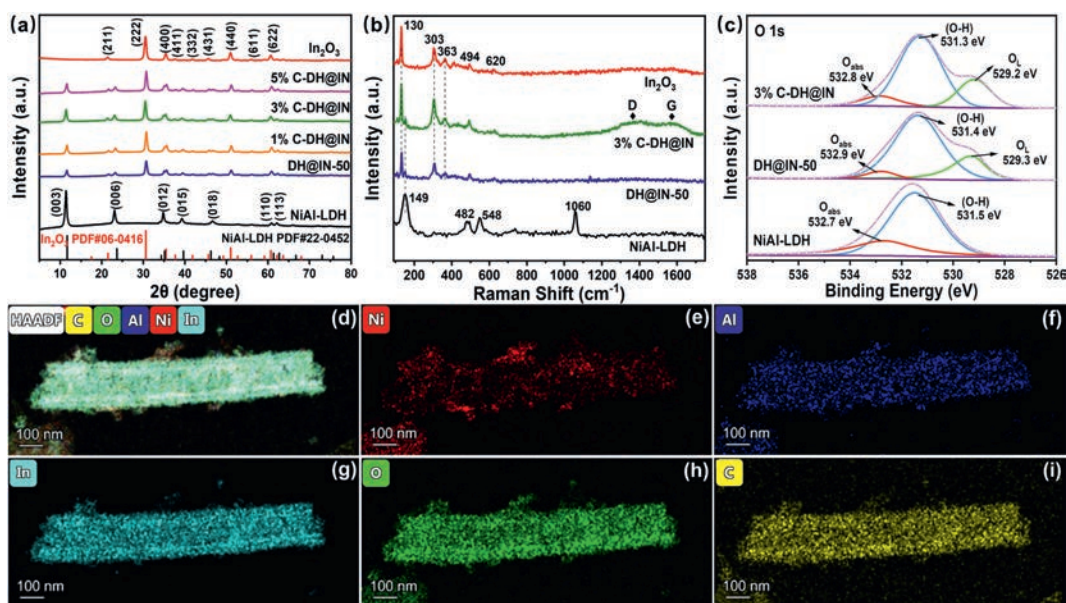 (a)
(211)
(222)
(400)
(411)
(332)
(431)
(440)
(611)
(622)
In₂O₃
5% C-DH@IN
3% C-DH@IN
1% C-DH@IN
DH@IN-50
(003)
(006)
(012)
(015)
(018)
(110)
(113)
NiAl-LDH
In₂O₃ PDF#06-0416
NiAl-LDH PDF#22-0452
10 20 30 40 50 60 70 80
2θ (degree)
Intensity (a.u.)
(b)
130
303
363
494
620
In₂O₃
D
G
3% C-DH@IN
DH@IN-50
149
482
548
1060
NiAl-LDH
200 400 600 800 1000 1200 1400 1600
Raman Shift (cm⁻¹)
Intensity (a.u.)
(c)
O 1s
(O-H)
531.3 eV
O_abs
532.8 eV
O_L
529.2 eV
3% C-DH@IN
(O-H)
531.4 eV
O_abs
532.9 eV
O_L
529.3 eV
DH@IN-50
(O-H)
531.5 eV
O_abs
532.7 eV
NiAl-LDH
538 536 534 532 530 528 526
Binding Energy (eV)
Intensity (a.u.)
HAADF C O Al Ni In
(d)
100 nm
Ni
(e)
100 nm
Al
(f)
100 nm
In
(g)
100 nm
O
(h)
100 nm
C
(i)
100 nm